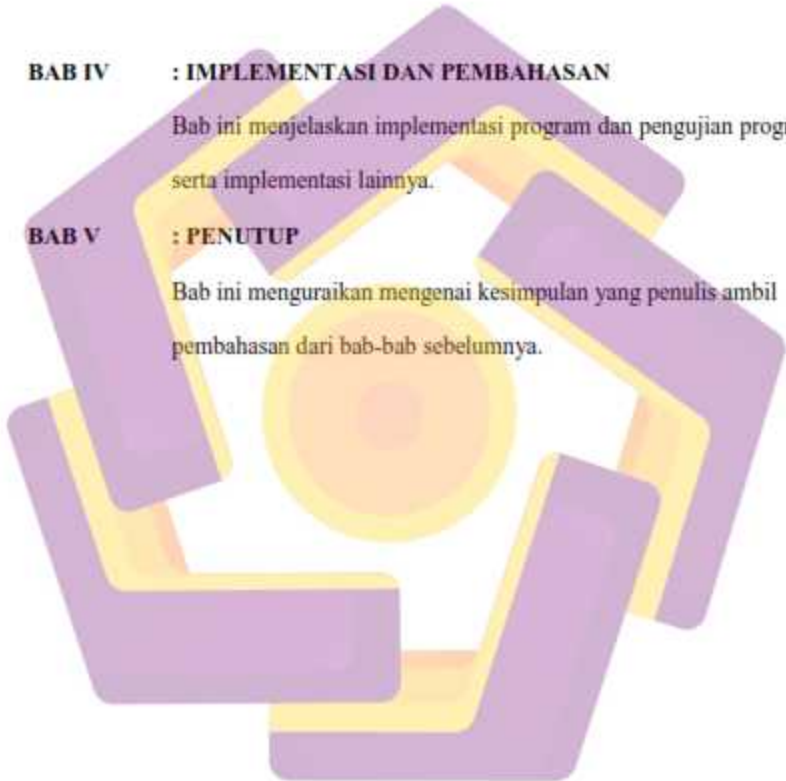 BAB IV : IMPLEMENTASI DAN PEMBAHASAN
Bab ini menjelaskan implementasi program dan pengujian
serta implementasi lainnya.
BAB V : PENUTUP
Bab ini menguraikan mengenai kesimpulan yang penulis ambil
pembahasan dari bab-bab sebelumnya.